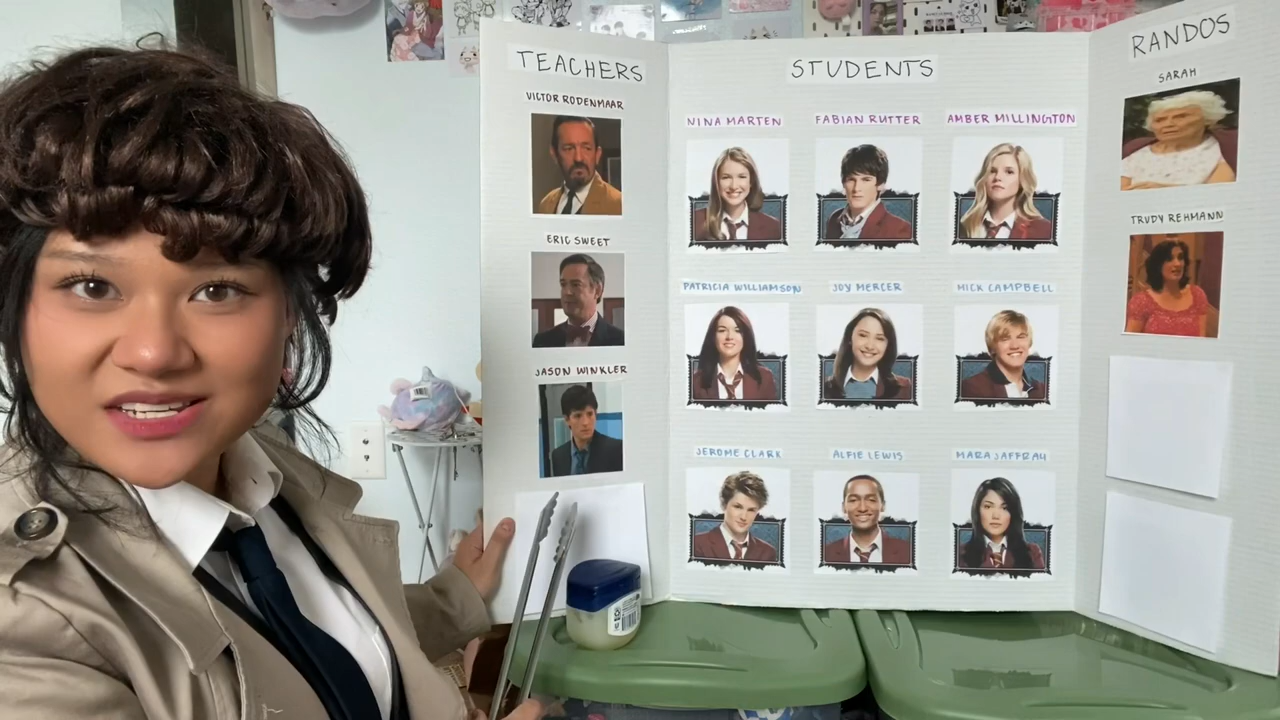 TEACHERS
VICTOR RODENMAAR
ERIC SWEET
JASON WINKLER
STUDENTS
NINA MARTEN
FABIAN RUTTER
AMBER MILLINGTON
PATRICIA WILLIAMSON
JOY MERCER
MICK CAMPBELL
JEROME CLARK
ALFIE LEWIS
MARA JAFFRAY
RANDOS
SARAH
TRUDY REHMANN